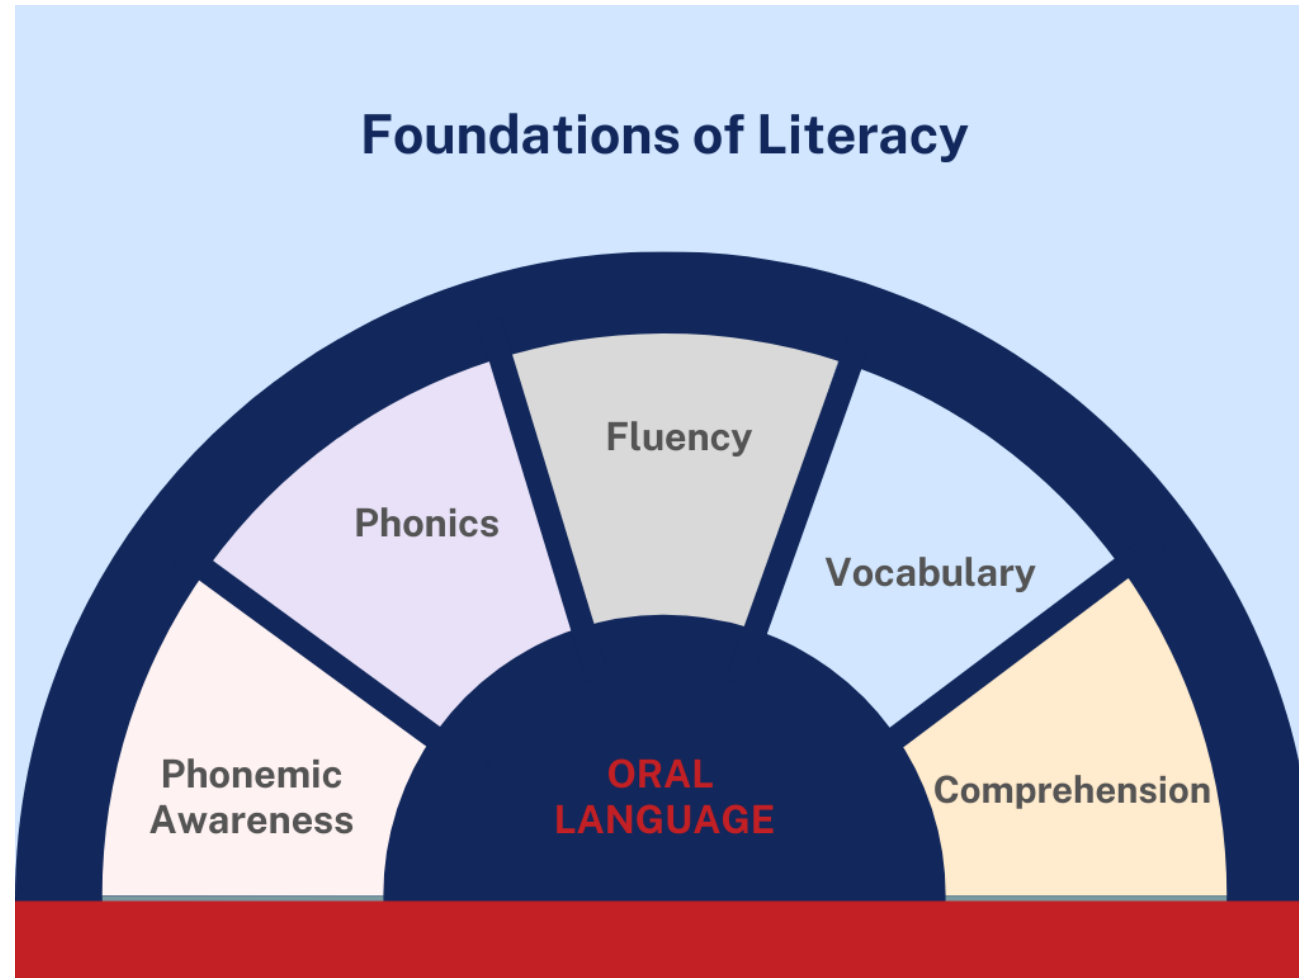 Foundations of Literacy
Fluency
Phonics
Vocabulary
Phonemic
Awareness
ORAL
LANGUAGE
Comprehension